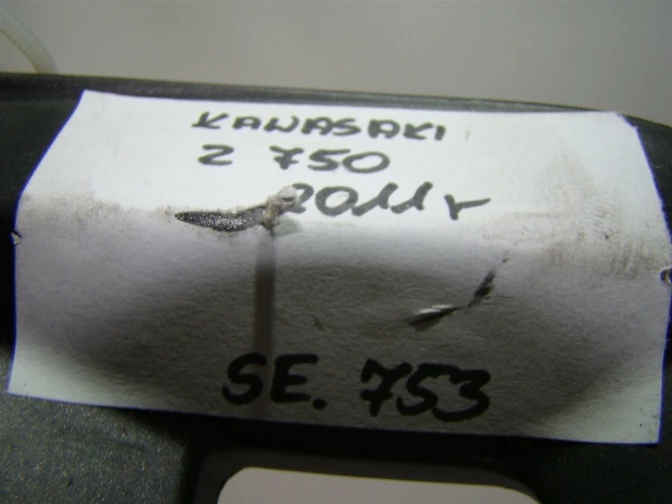 KAWASAKI
Z 750
2011r
SE. 753